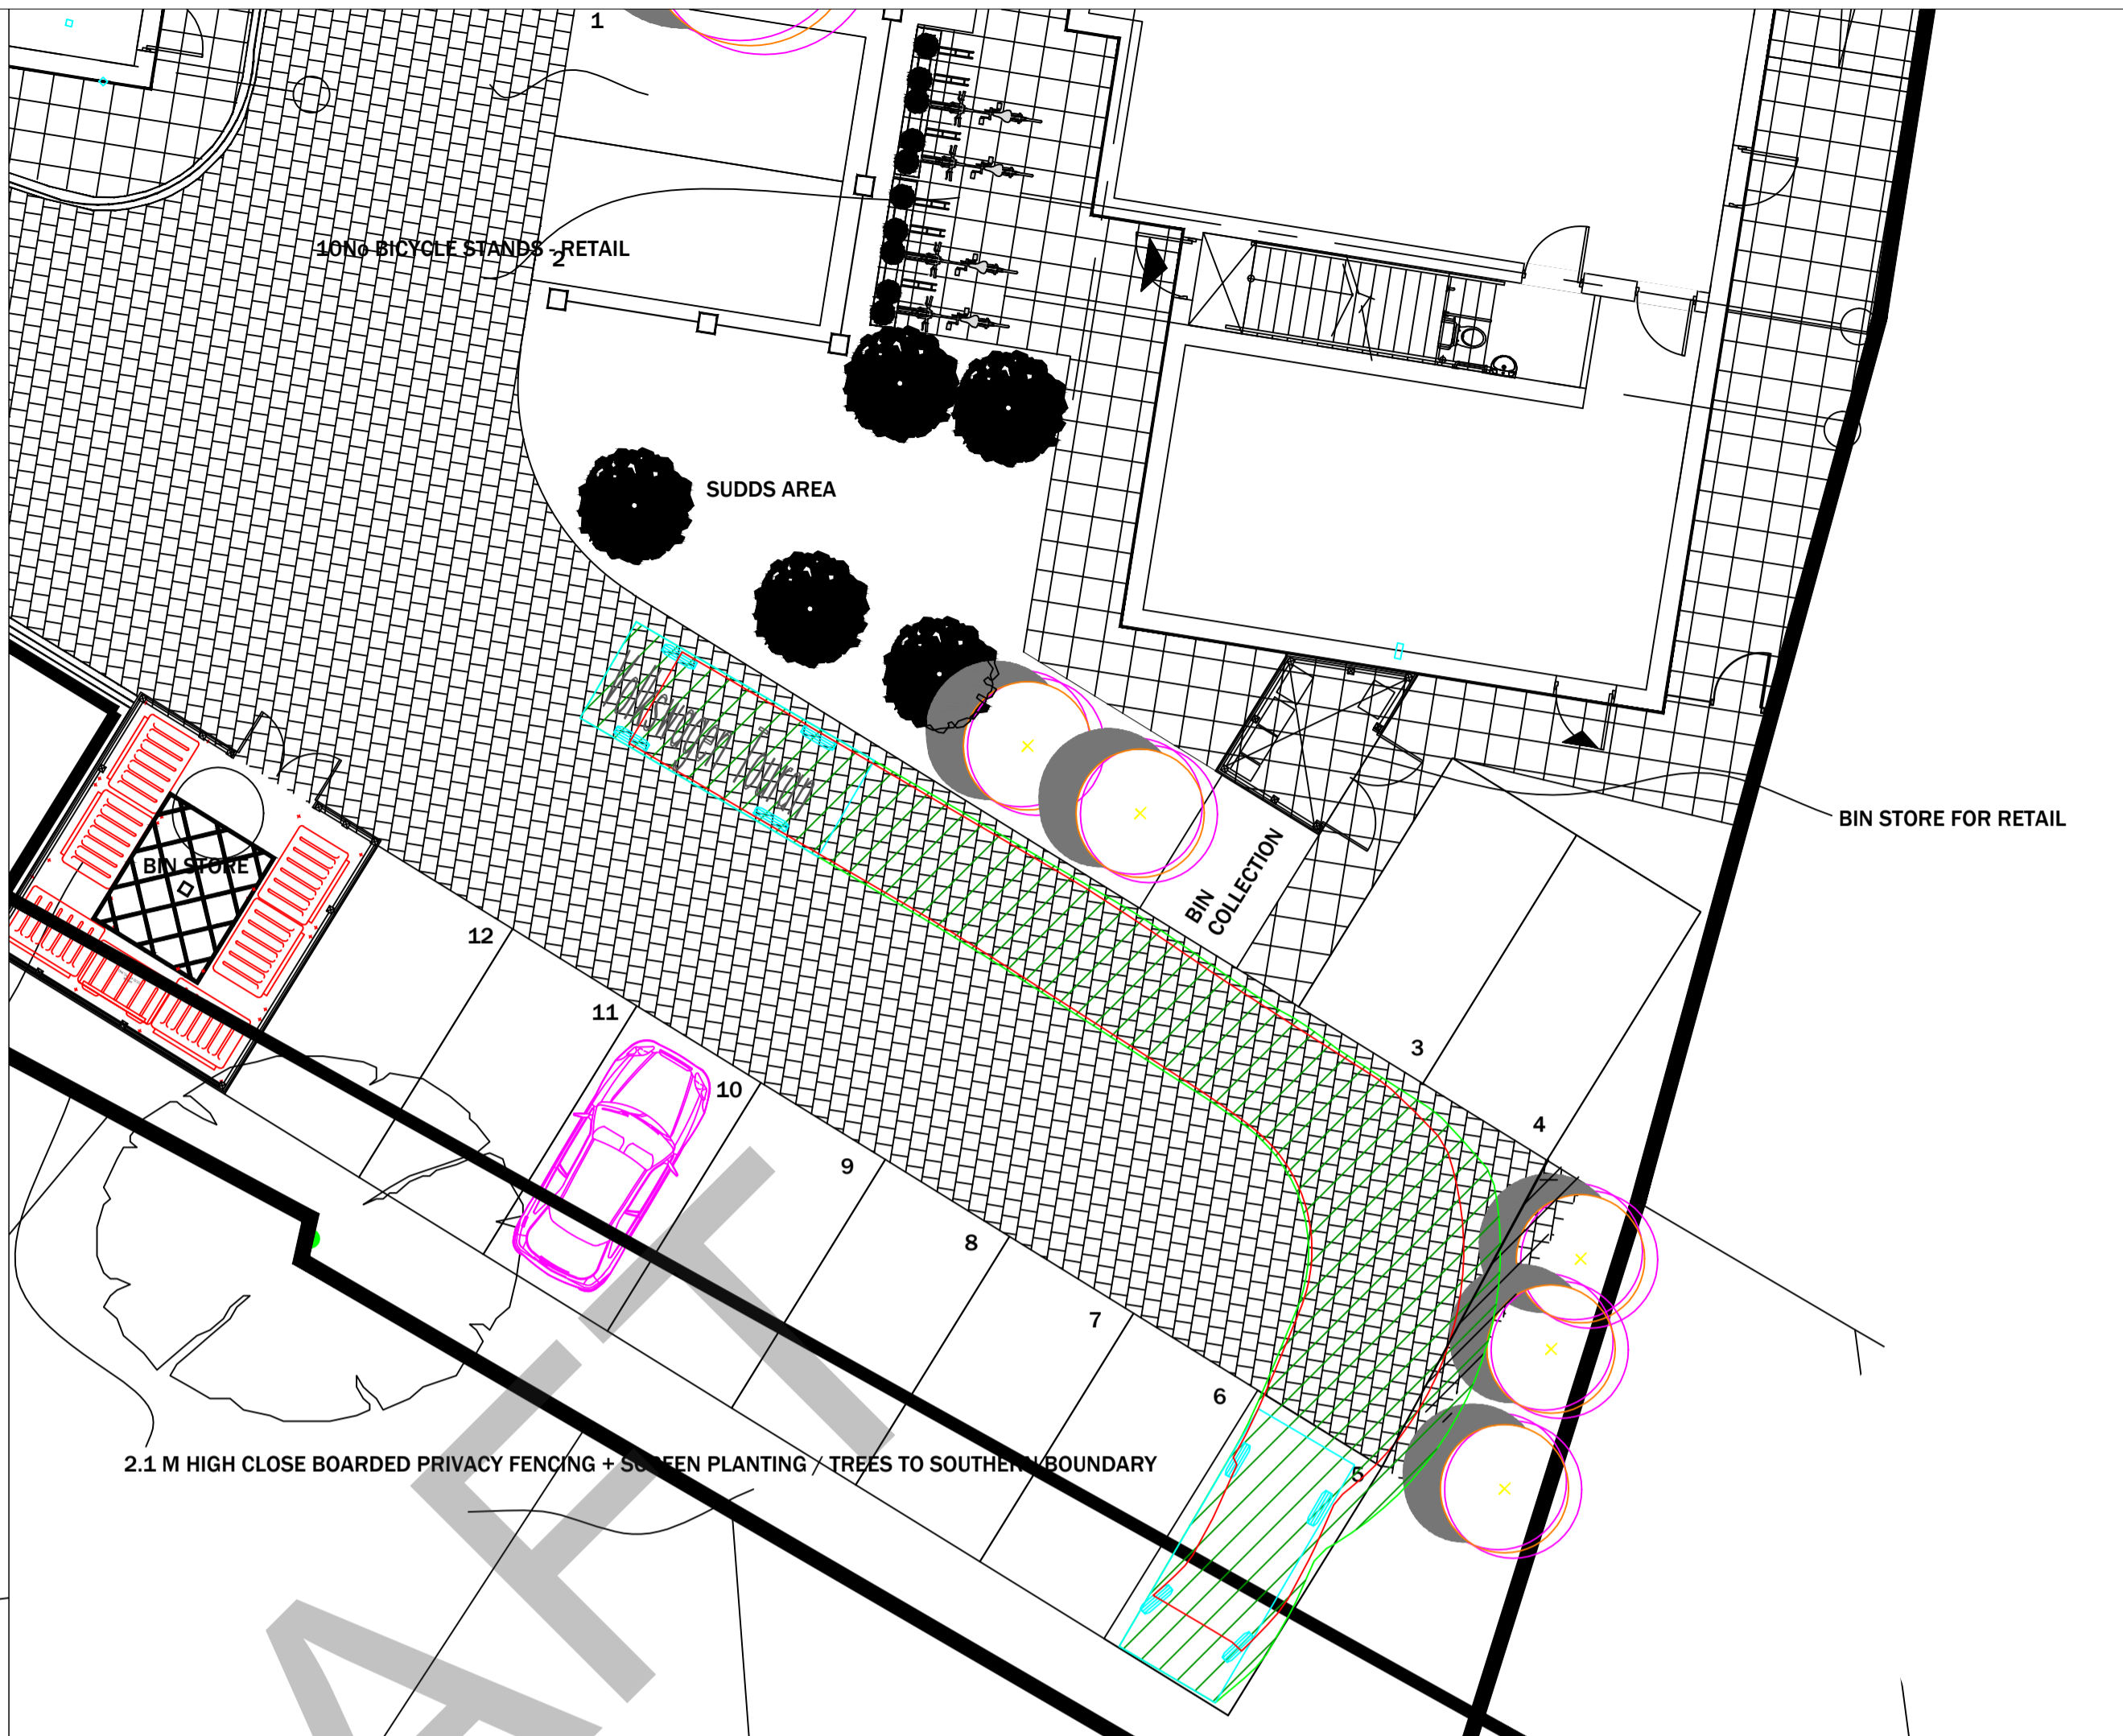 1
10No BICYCLE STANDS - RETAIL
2
SUDDS AREA
Volkswagen Touran
BIN STORE FOR RETAIL
BIN STORE
BIN
COLLECTION
12
11
10
9
8
7
6
5
3
4
2.1 M HIGH CLOSE BOARDED PRIVACY FENCING + SCREEN PLANTING / TREES TO SOUTHERN BOUNDARY
AFT